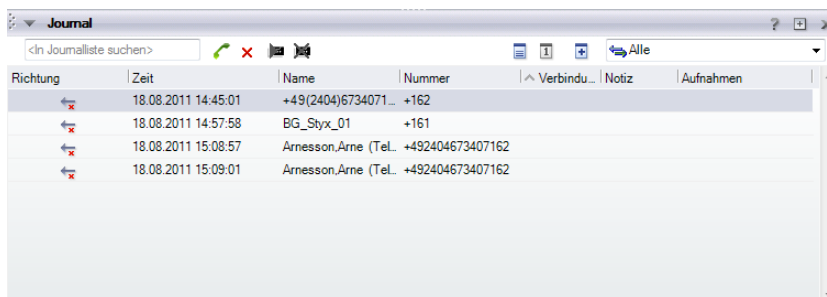 Journal ?
<In Journalliste suchen> 1 Alle
Richtung Zeit Name Nummer Verbindu... Notiz Aufnahmen
18.08.2011 14:45:01 +49(2404)6734071... +162
18.08.2011 14:57:58 BG_Styx_01 +161
18.08.2011 15:08:57 Arnesson,Arne (Tel... +492404673407162
18.08.2011 15:09:01 Arnesson,Arne (Tel... +492404673407162